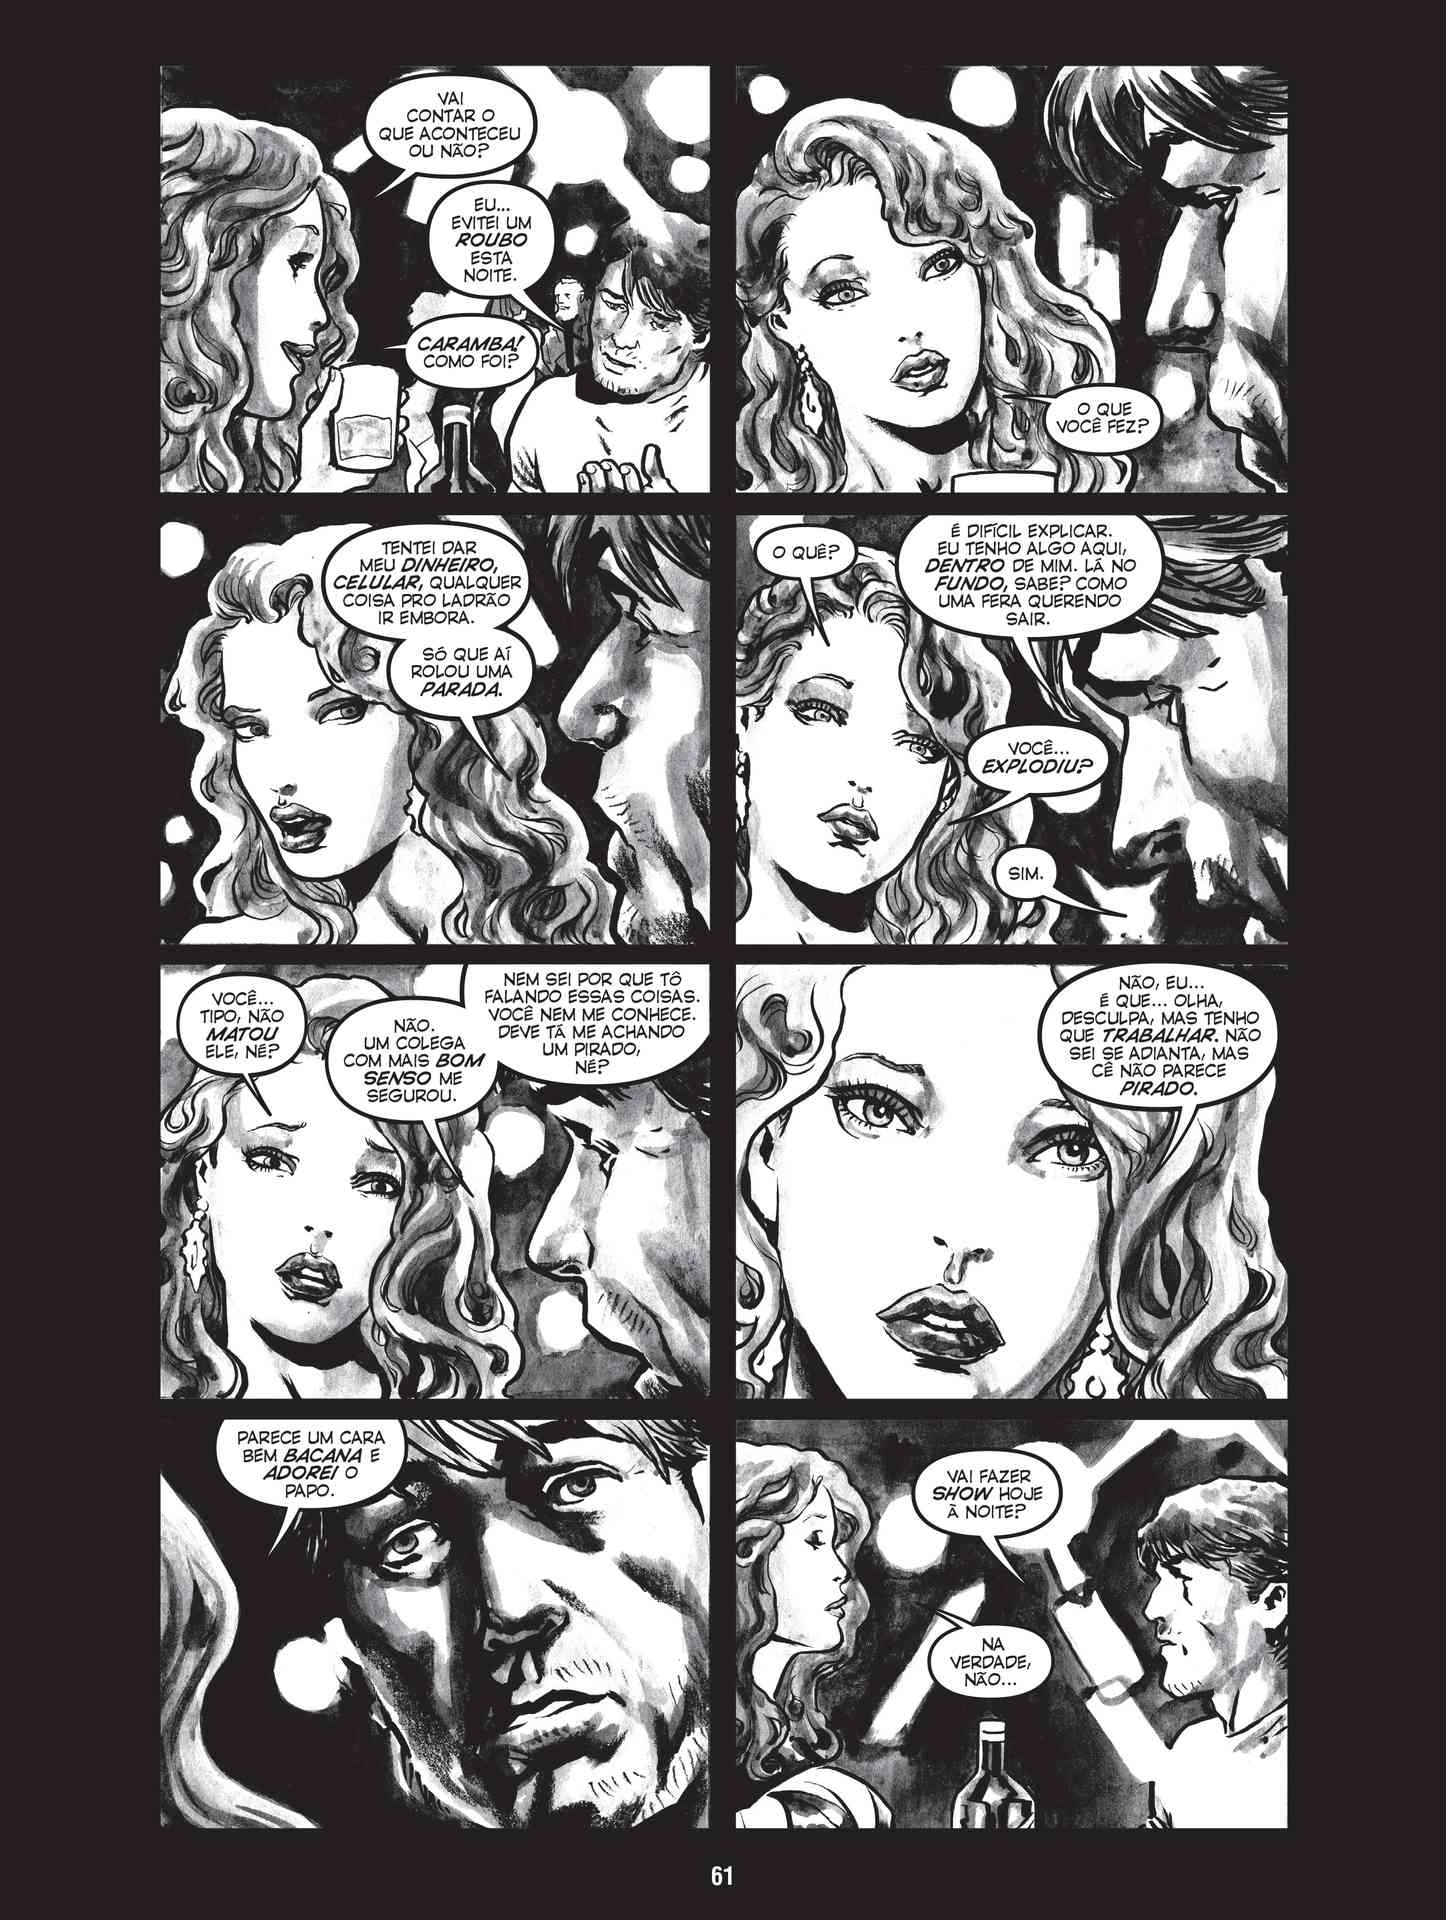 VAI
CONTAR O
QUE ACONTECEU
OU NÃO?
EU...
EVITEI UM
ROUBO
ESTA
NOITE.
CARAMBA!
COMO FOI?
O QUE
VOCÊ FEZ?
TENTEI DAR
MEU DINHEIRO,
CELULAR, QUALQUER
COISA PRO LADRÃO
IR EMBORA.
SÓ QUE AÍ
ROLOU UMA
PARADA.
O QUÊ?
É DIFÍCIL EXPLICAR.
EU TENHO ALGO AQUI,
DENTRO DE MIM. LÁ NO
FUNDO, SABE? COMO
UMA FERA QUERENDO
SAIR.
VOCÊ...
EXPLODIU?
SIM.
VOCÊ...
TIPO, NÃO
MATOU
ELE, NÉ?
NÃO.
UM COLEGA
COM MAIS BOM
SENSO ME
SEGUROU.
NEM SEI POR QUE TÔ
FALANDO ESSAS COISAS.
VOCÊ NEM ME CONHECE.
DEVE TÁ ME ACHANDO
UM PIRADO,
NÉ?
NÃO, EU...
É QUE... OLHA,
DESCULPA, MAS TENHO
QUE TRABALHAR. NÃO
SEI SE ADIANTA, MAS
CÊ NÃO PARECE
PIRADO.
PARECE UM CARA
BEM BACANA E
ADOREI O
PAPO.
VAI FAZER
SHOW HOJE
À NOITE?
NA
VERDADE,
NÃO...
61